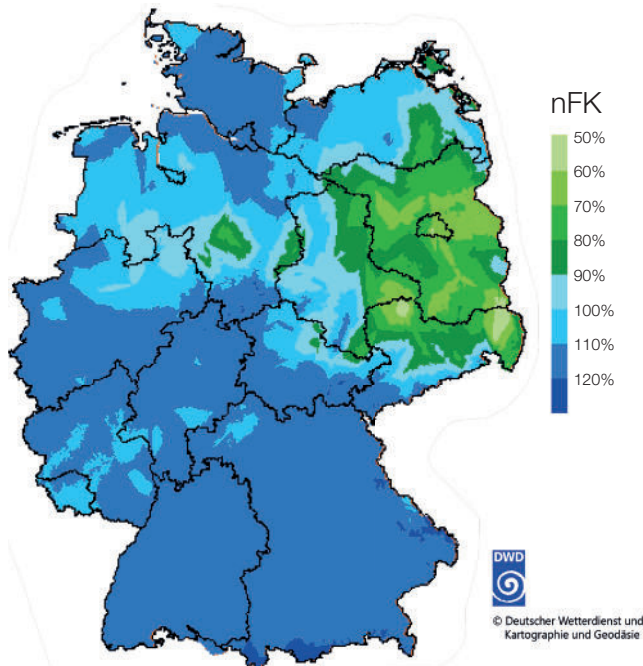 nFK
50%
60%
70%
80%
90%
100%
110%
120%
DWD
© Deutscher Wetterdienst und
Kartographie und Geodäsie